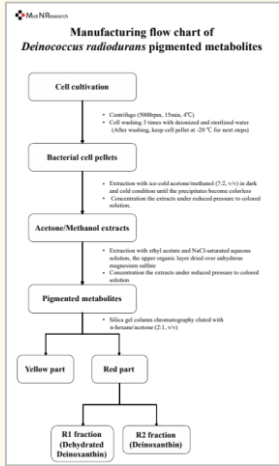 Med NResearch
Manufacturing flow chart of
Deinococcus radiodurans pigmented metabolites
Cell cultivation
• Centrifuge (5000rpm, 15min, 4℃)
• Cell washing 3 times with deionized and sterilized water
(After washing, keep cell pellet at -20 ℃ for next steps)
Bacterial cell pellets
• Extraction with ice-cold acetone/methanol (7:2, v/v) in dark
and cold condition until the precipitates become colorless
• Concentration the extracts under reduced pressure to colored
solution.
Acetone/Methanol extracts
• Extraction with ethyl acetate and NaCl-saturated aqueous
solution, the upper organic layer dried over anhydrous
magnesium sulfate
• Concentration the extracts under reduced pressure to colored
solution
Pigmented metabolites
• Silica gel column chromatography eluted with
n-hexane/acetone (2:1, v/v)
Yellow part
Red part
R1 fraction
(Dehydrated
Deinoxanthin)
R2 fraction
(Deinoxanthin)